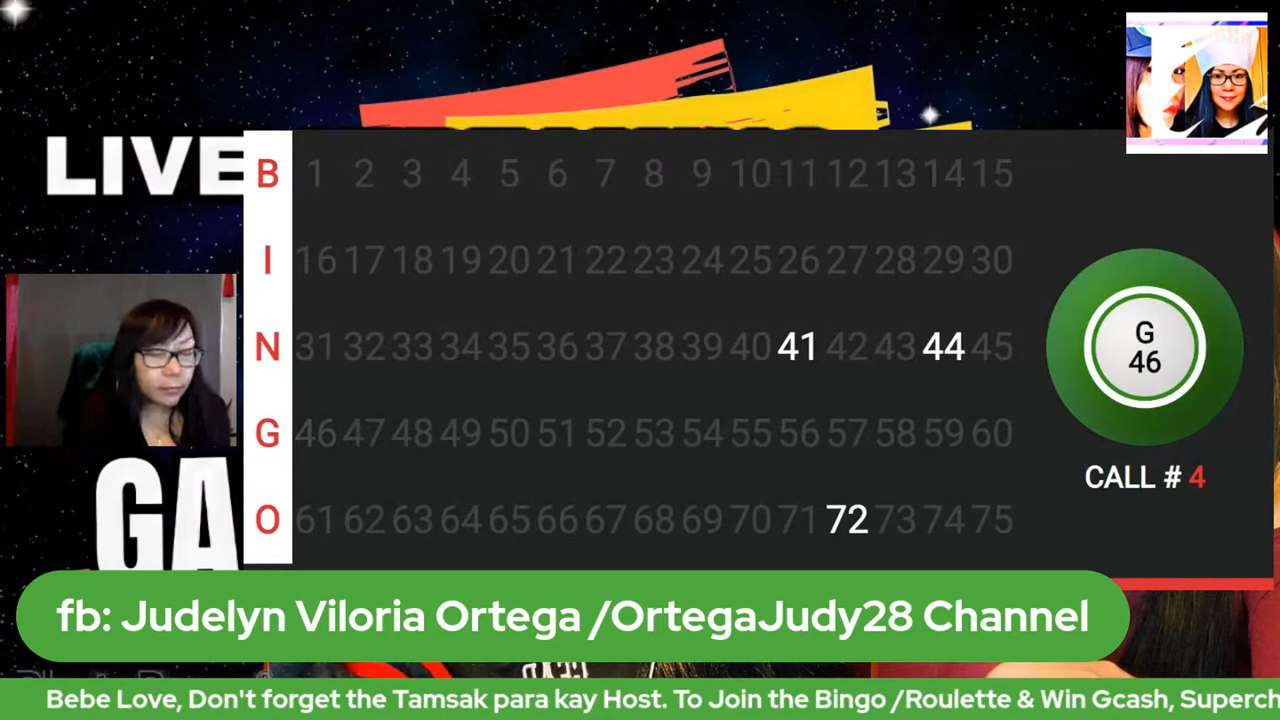 LIVE
B 1 2 3 4 5 6 7 8 9 10 11 12 13 14 15
I 16 17 18 19 20 21 22 23 24 25 26 27 28 29 30
N 31 32 33 34 35 36 37 38 39 40 41 42 43 44 45
G 46 47 48 49 50 51 52 53 54 55 56 57 58 59 60
O 61 62 63 64 65 66 67 68 69 70 71 72 73 74 75
G
46
CALL # 4
GA
fb: Judelyn Viloria Ortega /OrtegaJudy28 Channel
Bebe Love, Don't forget the Tamsak para kay Host. To Join the Bingo /Roulette & Win Gcash, Superch